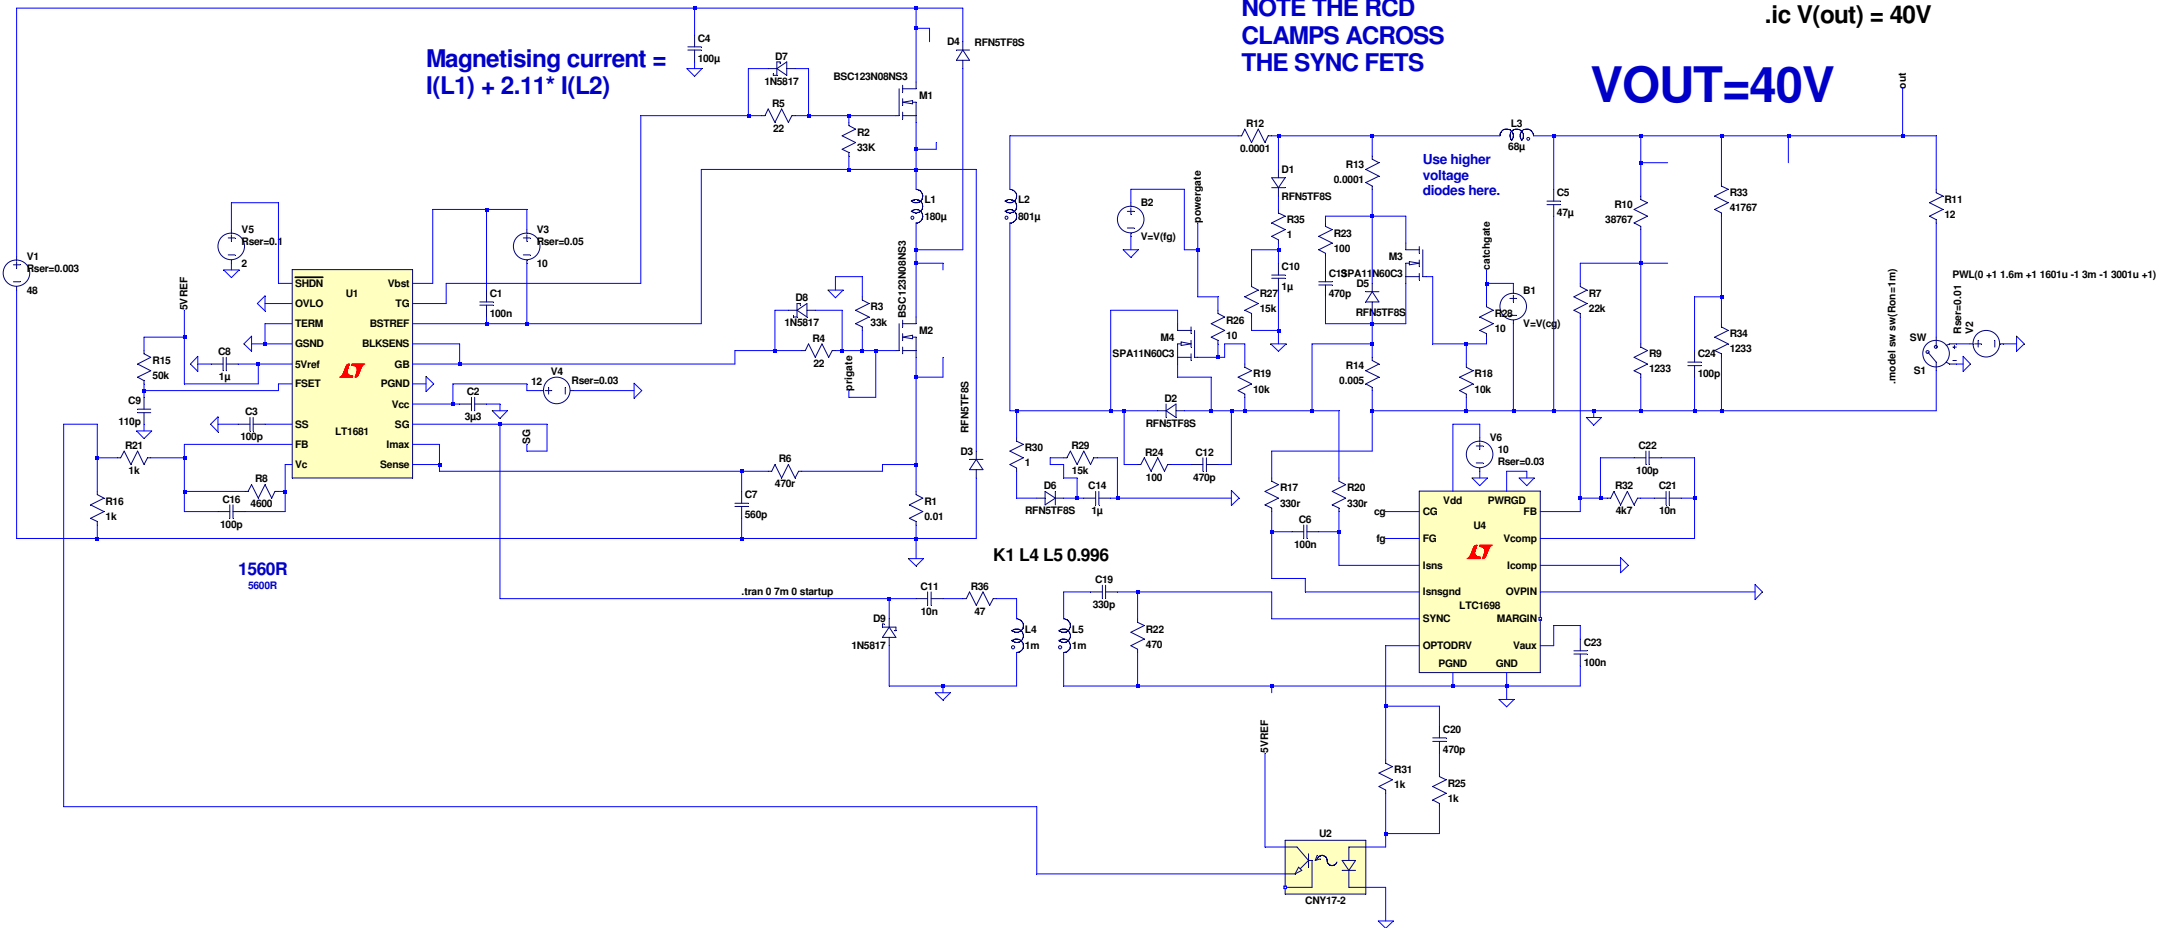 NOTE THE RCD
CLAMPS ACROSS
THE SYNC FETS
.ic V(out) = 40V
VOUT=40V
Magnetising current =
I(L1) + 2.11* I(L2)
C4
100µ
D4
RFN5TF8S
D7
1N5817
R5
22
BSC123N08NS3
M1
R2
33K
L1
180µ
V1
Rser=0.003
48
V5
Rser=0.1
2
V3
Rser=0.05
10
C1
100n
5VREF
R15
50k
C8
1µ
C9
110p
C3
100p
R21
1k
R16
1k
R8
4600
C16
100p
SHDN
OVLO
TERM
GSND
5Vref
FSET
SS
FB
Vc
U1
LT1681
Vbst
TG
BSTREF
BLKSENS
GB
PGND
Vcc
SG
Imax
Sense
C2
3µ3
12
V4
Rser=0.03
SG
D8
1N5817
R4
22
R3
33k
prigate
BSC123N08NS3
M2
R6
470r
C7
560p
R1
0.01
D3
RFN5TF8S
1560R
5600R
.tran 0 7m 0 startup
K1 L4 L5 0.996
D9
1N5817
C11
10n
R36
47
L4
1m
L5
1m
C19
330p
R22
470
L2
801µ
R12
0.0001
B2
V=V(fg)
powergate
D1
RFN5TF8S
R35
1
C10
1µ
R27
15k
R26
10
M4
SPA11N60C3
R19
10k
D2
RFN5TF8S
R30
1
R29
15k
D6
RFN5TF8S
C14
1µ
R24
100
C12
470p
R13
0.0001
R23
100
C13
470p
SPA11N60C3
M3
D5
RFN5TF8S
R14
0.005
Use higher
voltage
diodes here.
catchgate
R28
10
B1
V=V(cg)
R18
10k
L3
68µ
C5
47µ
R10
38767
R33
41767
R7
22k
R9
1233
C24
100p
R34
1233
out
R11
12
.model sw sw(Ron=1m)
SW
S1
Rser=0.01
V2
PWL(0 +1 1.6m +1 1601u -1 3m -1 3001u +1)
V6
10
Rser=0.03
C22
100p
R32
4k7
C21
10n
R17
330r
R20
330r
C6
100n
cg
fg
Vdd
PWRGD
CG
FG
Isns
Isnsgnd
SYNC
OPTODRV
PGND
GND
U4
LTC1698
FB
Vcomp
Icomp
OVPIN
MARGIN
Vaux
C23
100n
5VREF
R31
1k
C20
470p
R25
1k
U2
CNY17-2